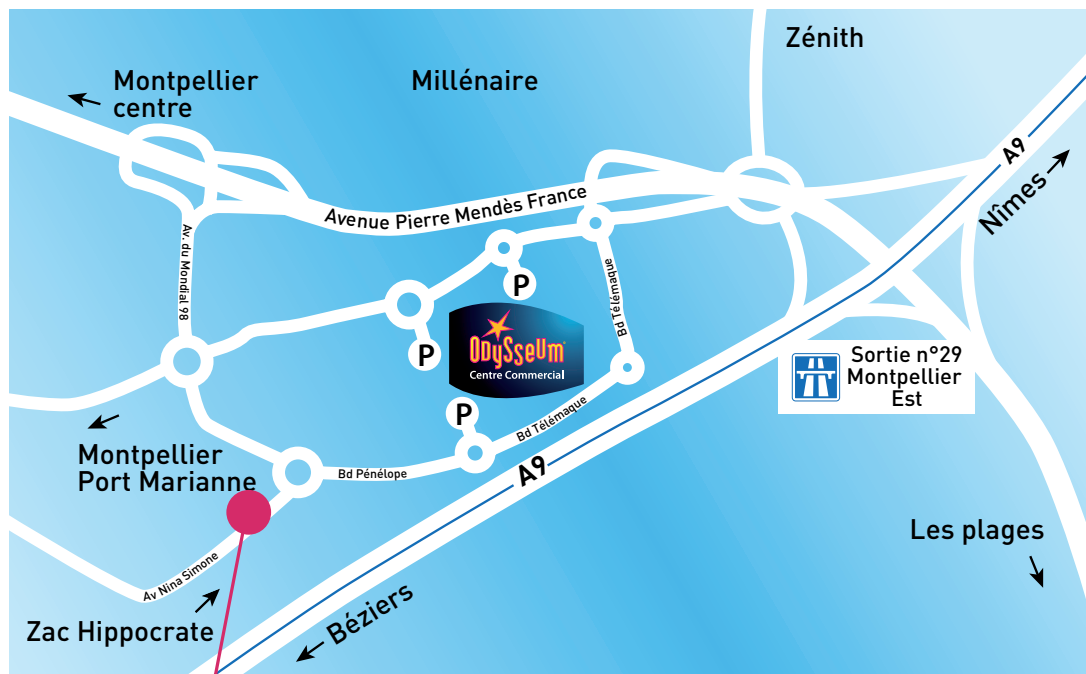 Zénith
Montpellier
centre
Millénaire
A9
Nîmes
Avenue Pierre Mendès France
Av. du Mondial 98
P
Bd Télémaque
P
ODySSeUm
Centre Commercial
Sortie n°29
Montpellier
Est
P
Bd Télémaque
Montpellier
Port Marianne
Bd Pénélope
A9
Les plages
Av Nina Simone
Zac Hippocrate
Béziers